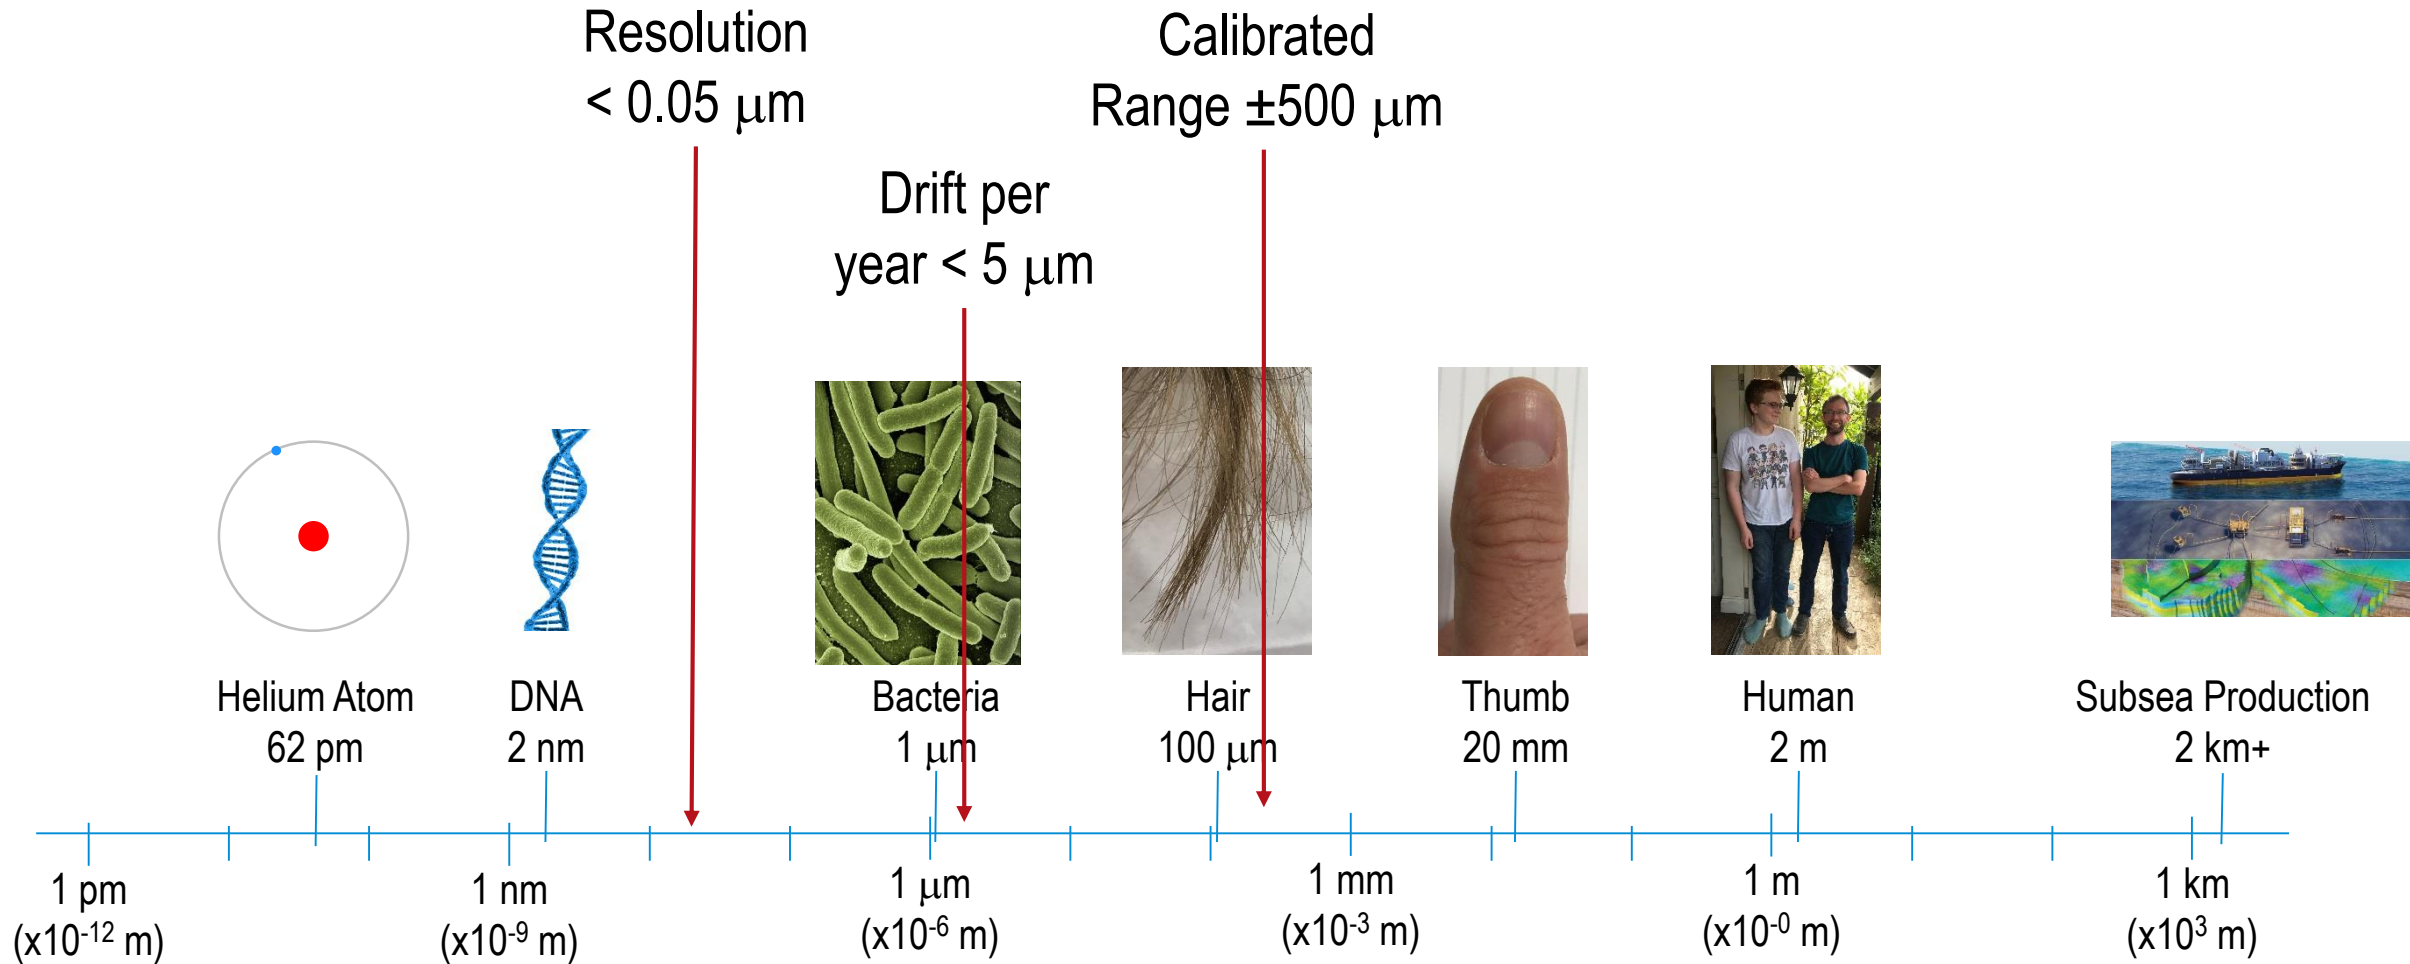 Resolution
< 0.05 μm
Calibrated
Range ±500 μm
Drift per
year < 5 μm
Helium Atom
62 pm
DNA
2 nm
Bacteria
1 μm
Hair
100 μm
Thumb
20 mm
Human
2 m
Subsea Production
2 km+
1 pm
(x10⁻¹² m)
1 nm
(x10⁻⁹ m)
1 μm
(x10⁻⁶ m)
1 mm
(x10⁻³ m)
1 m
(x10⁻⁰ m)
1 km
(x10³ m)